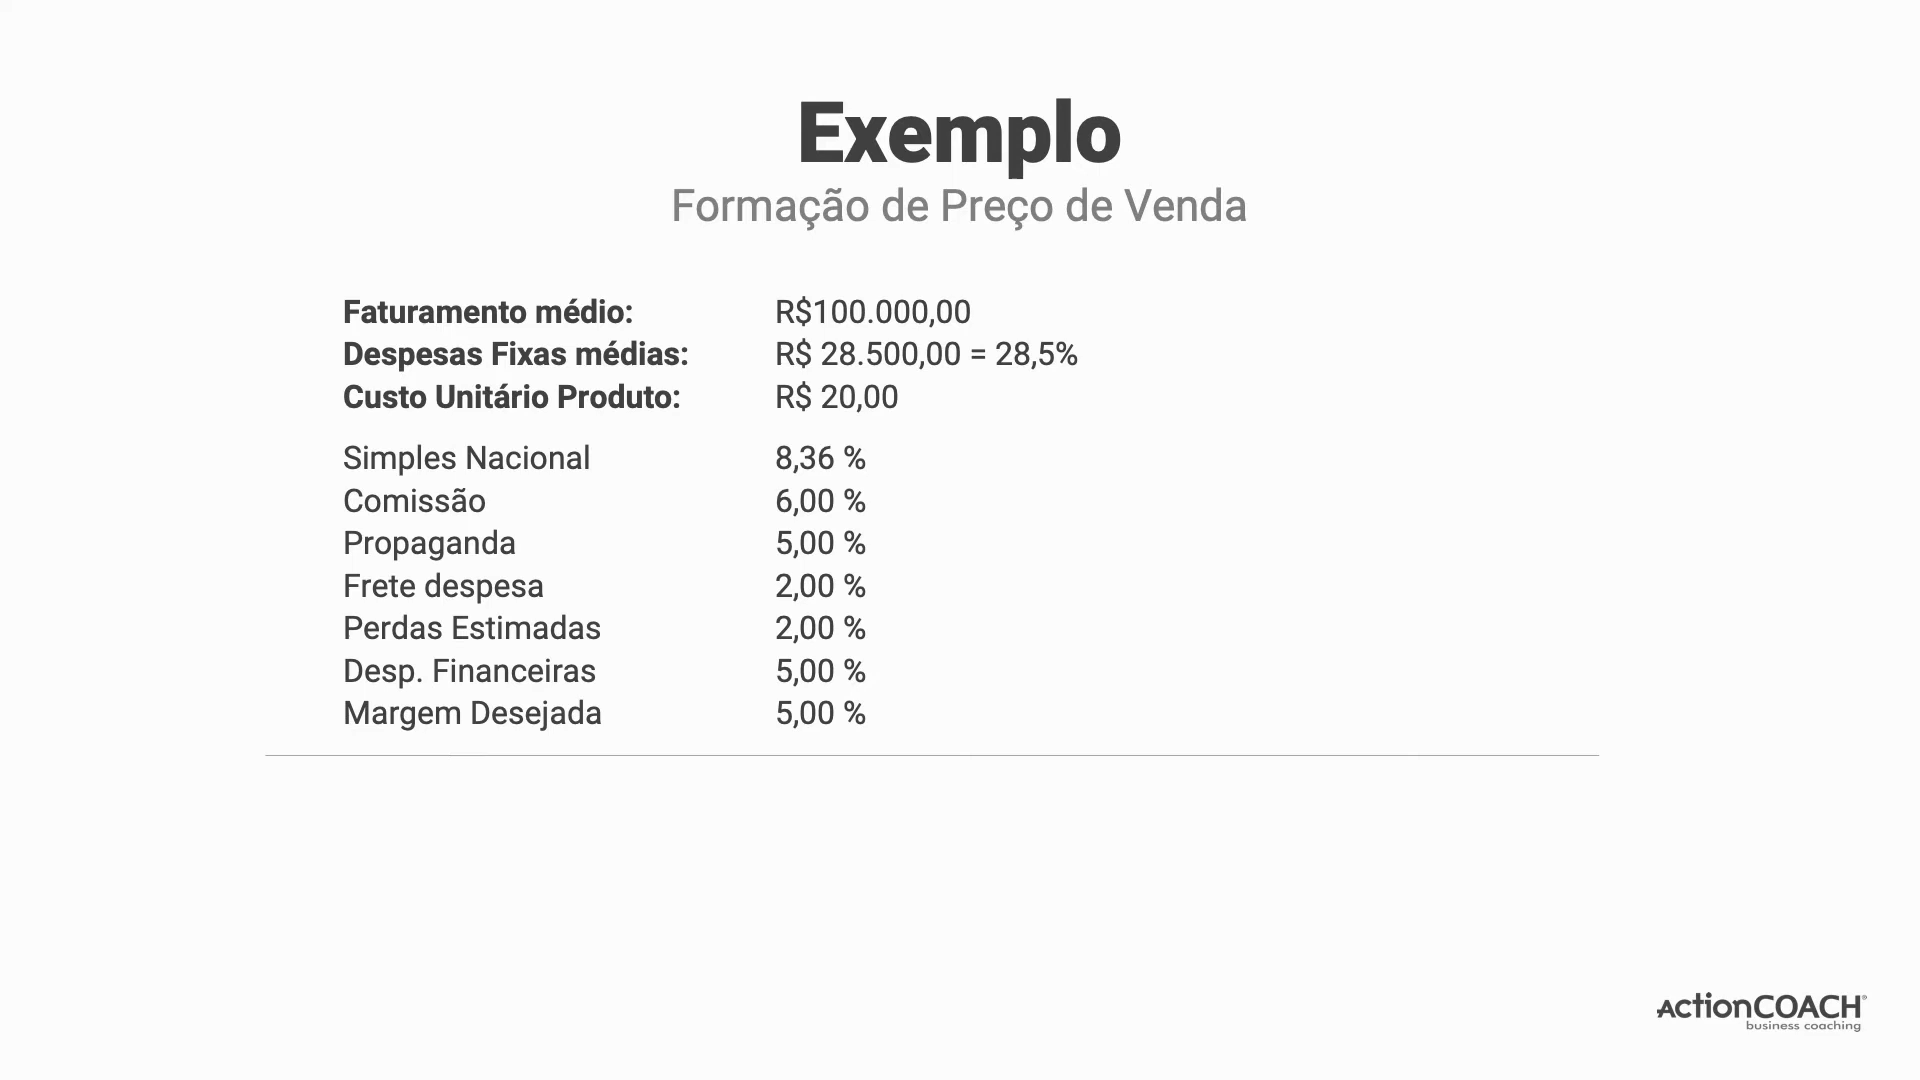 Exemplo
Formação de Preço de Venda
Faturamento médio: R$100.000,00
Despesas Fixas médias: R$ 28.500,00 = 28,5%
Custo Unitário Produto: R$ 20,00
Simples Nacional 8,36 %
Comissão 6,00 %
Propaganda 5,00 %
Frete despesa 2,00 %
Perdas Estimadas 2,00 %
Desp. Financeiras 5,00 %
Margem Desejada 5,00 %
ActionCOACH®
business coaching